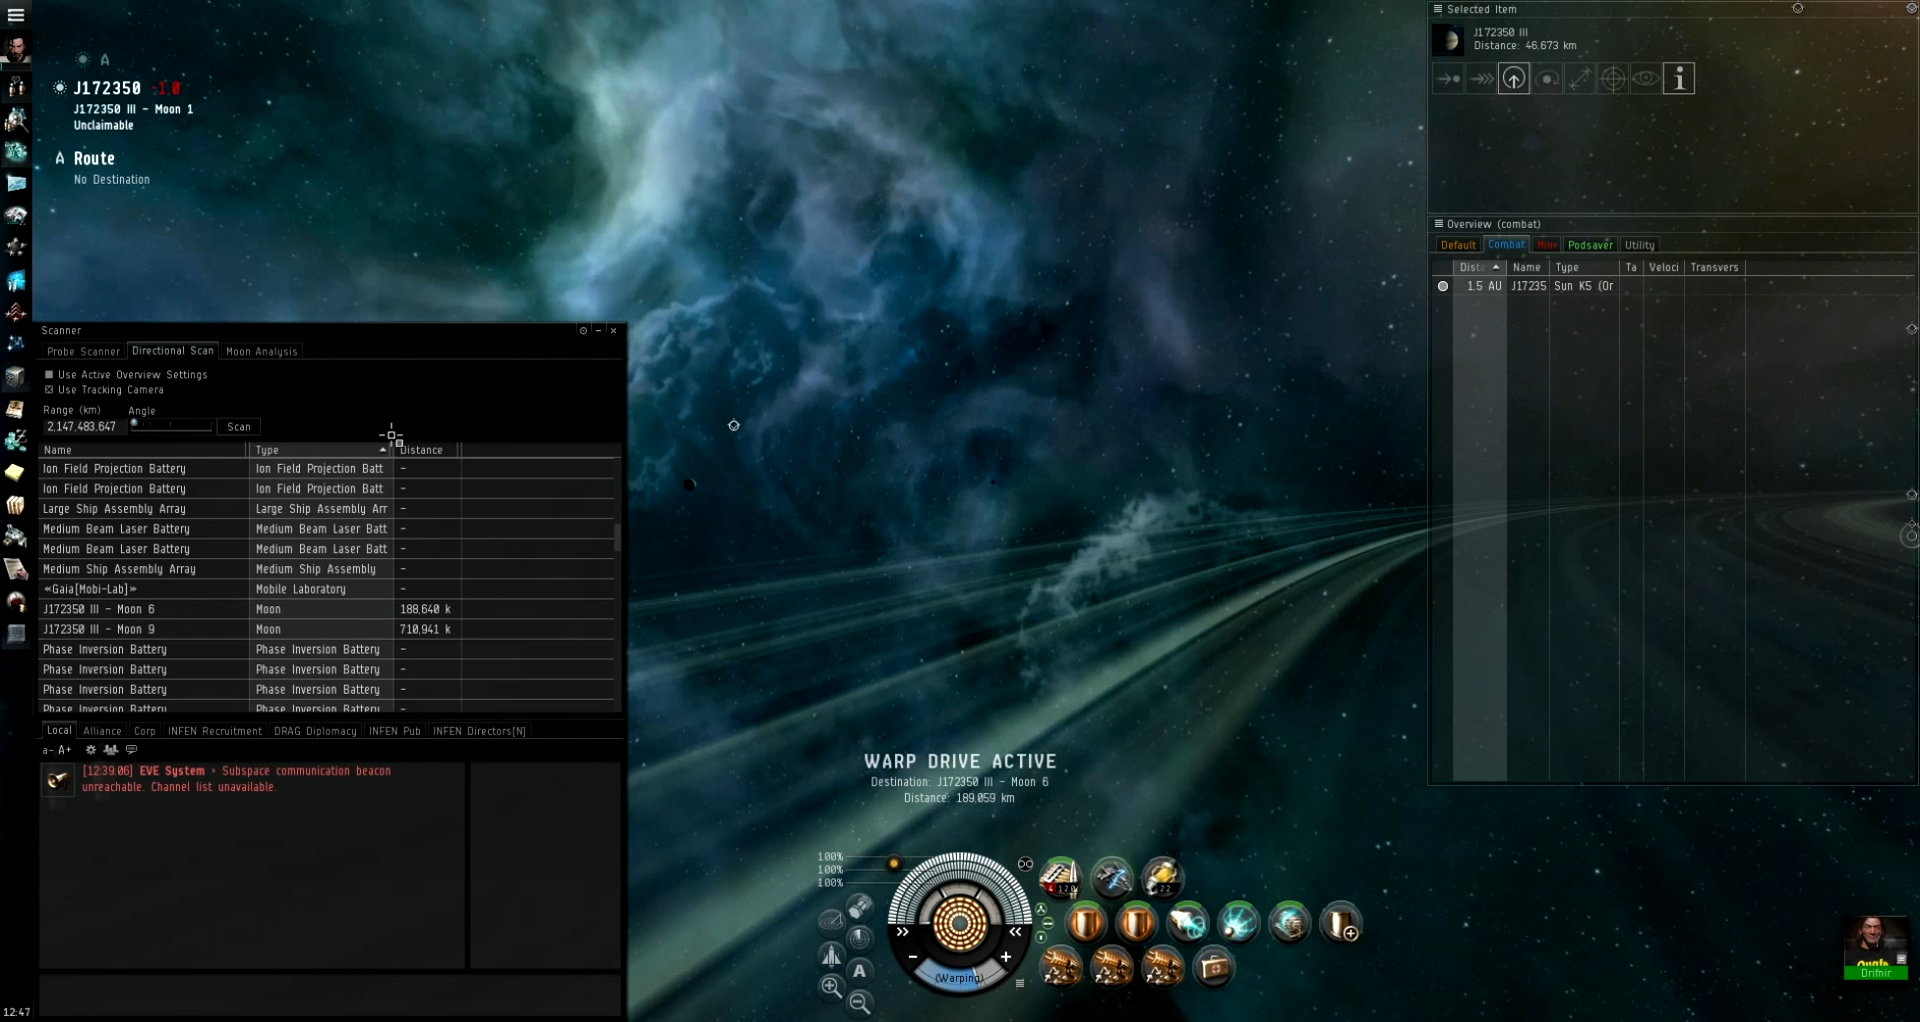 A
J172350 -1.0
J172350 III - Moon 1
Unclaimable
A Route
No Destination
Scanner
Probe Scanner Directional Scan Moon Analysis
Use Active Overview Settings
Use Tracking Camera
Range (km) Angle
2,147,483,647 Scan
Name Type Distance
Ion Field Projection Battery Ion Field Projection Batt -
Ion Field Projection Battery Ion Field Projection Batt -
Large Ship Assembly Array Large Ship Assembly Arr -
Medium Beam Laser Battery Medium Beam Laser Batt -
Medium Beam Laser Battery Medium Beam Laser Batt -
Medium Ship Assembly Array Medium Ship Assembly -
«Gaia[Mobi-Lab]» Mobile Laboratory -
J172350 III - Moon 6 Moon 188,640 k
J172350 III - Moon 9 Moon 710,941 k
Phase Inversion Battery Phase Inversion Battery -
Phase Inversion Battery Phase Inversion Battery -
Phase Inversion Battery Phase Inversion Battery -
Phase Inversion Battery Phase Inversion Battery -
Local Alliance Corp INFEN Recruitment DRAG Diplomacy INFEN Pub INFEN Directors[N]
a- A+
[12:39:06] EVE System > Subspace communication beacon
unreachable. Channel list unavailable.
12:47
WARP DRIVE ACTIVE
Destination: J172350 III - Moon 6
Distance: 189,059 km
100%
100%
100%
A
(Warping)
120
22
Selected Item
J172350 III
Distance: 46,673 km
Overview (combat)
Default Combat Podsaver Utility
Dist Name Type Ta Veloci Transvers
1.5 AU J17235 Sun K5 (Or
Drifnir